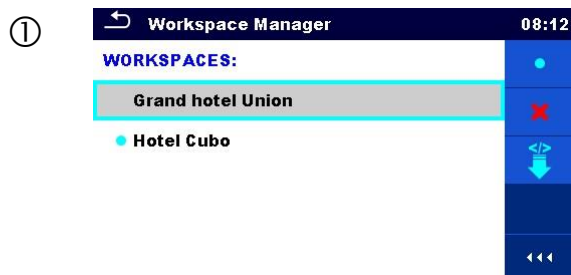 ①
Workspace Manager 08:12
WORKSPACES:
Grand hotel Union
Hotel Cubo
</>